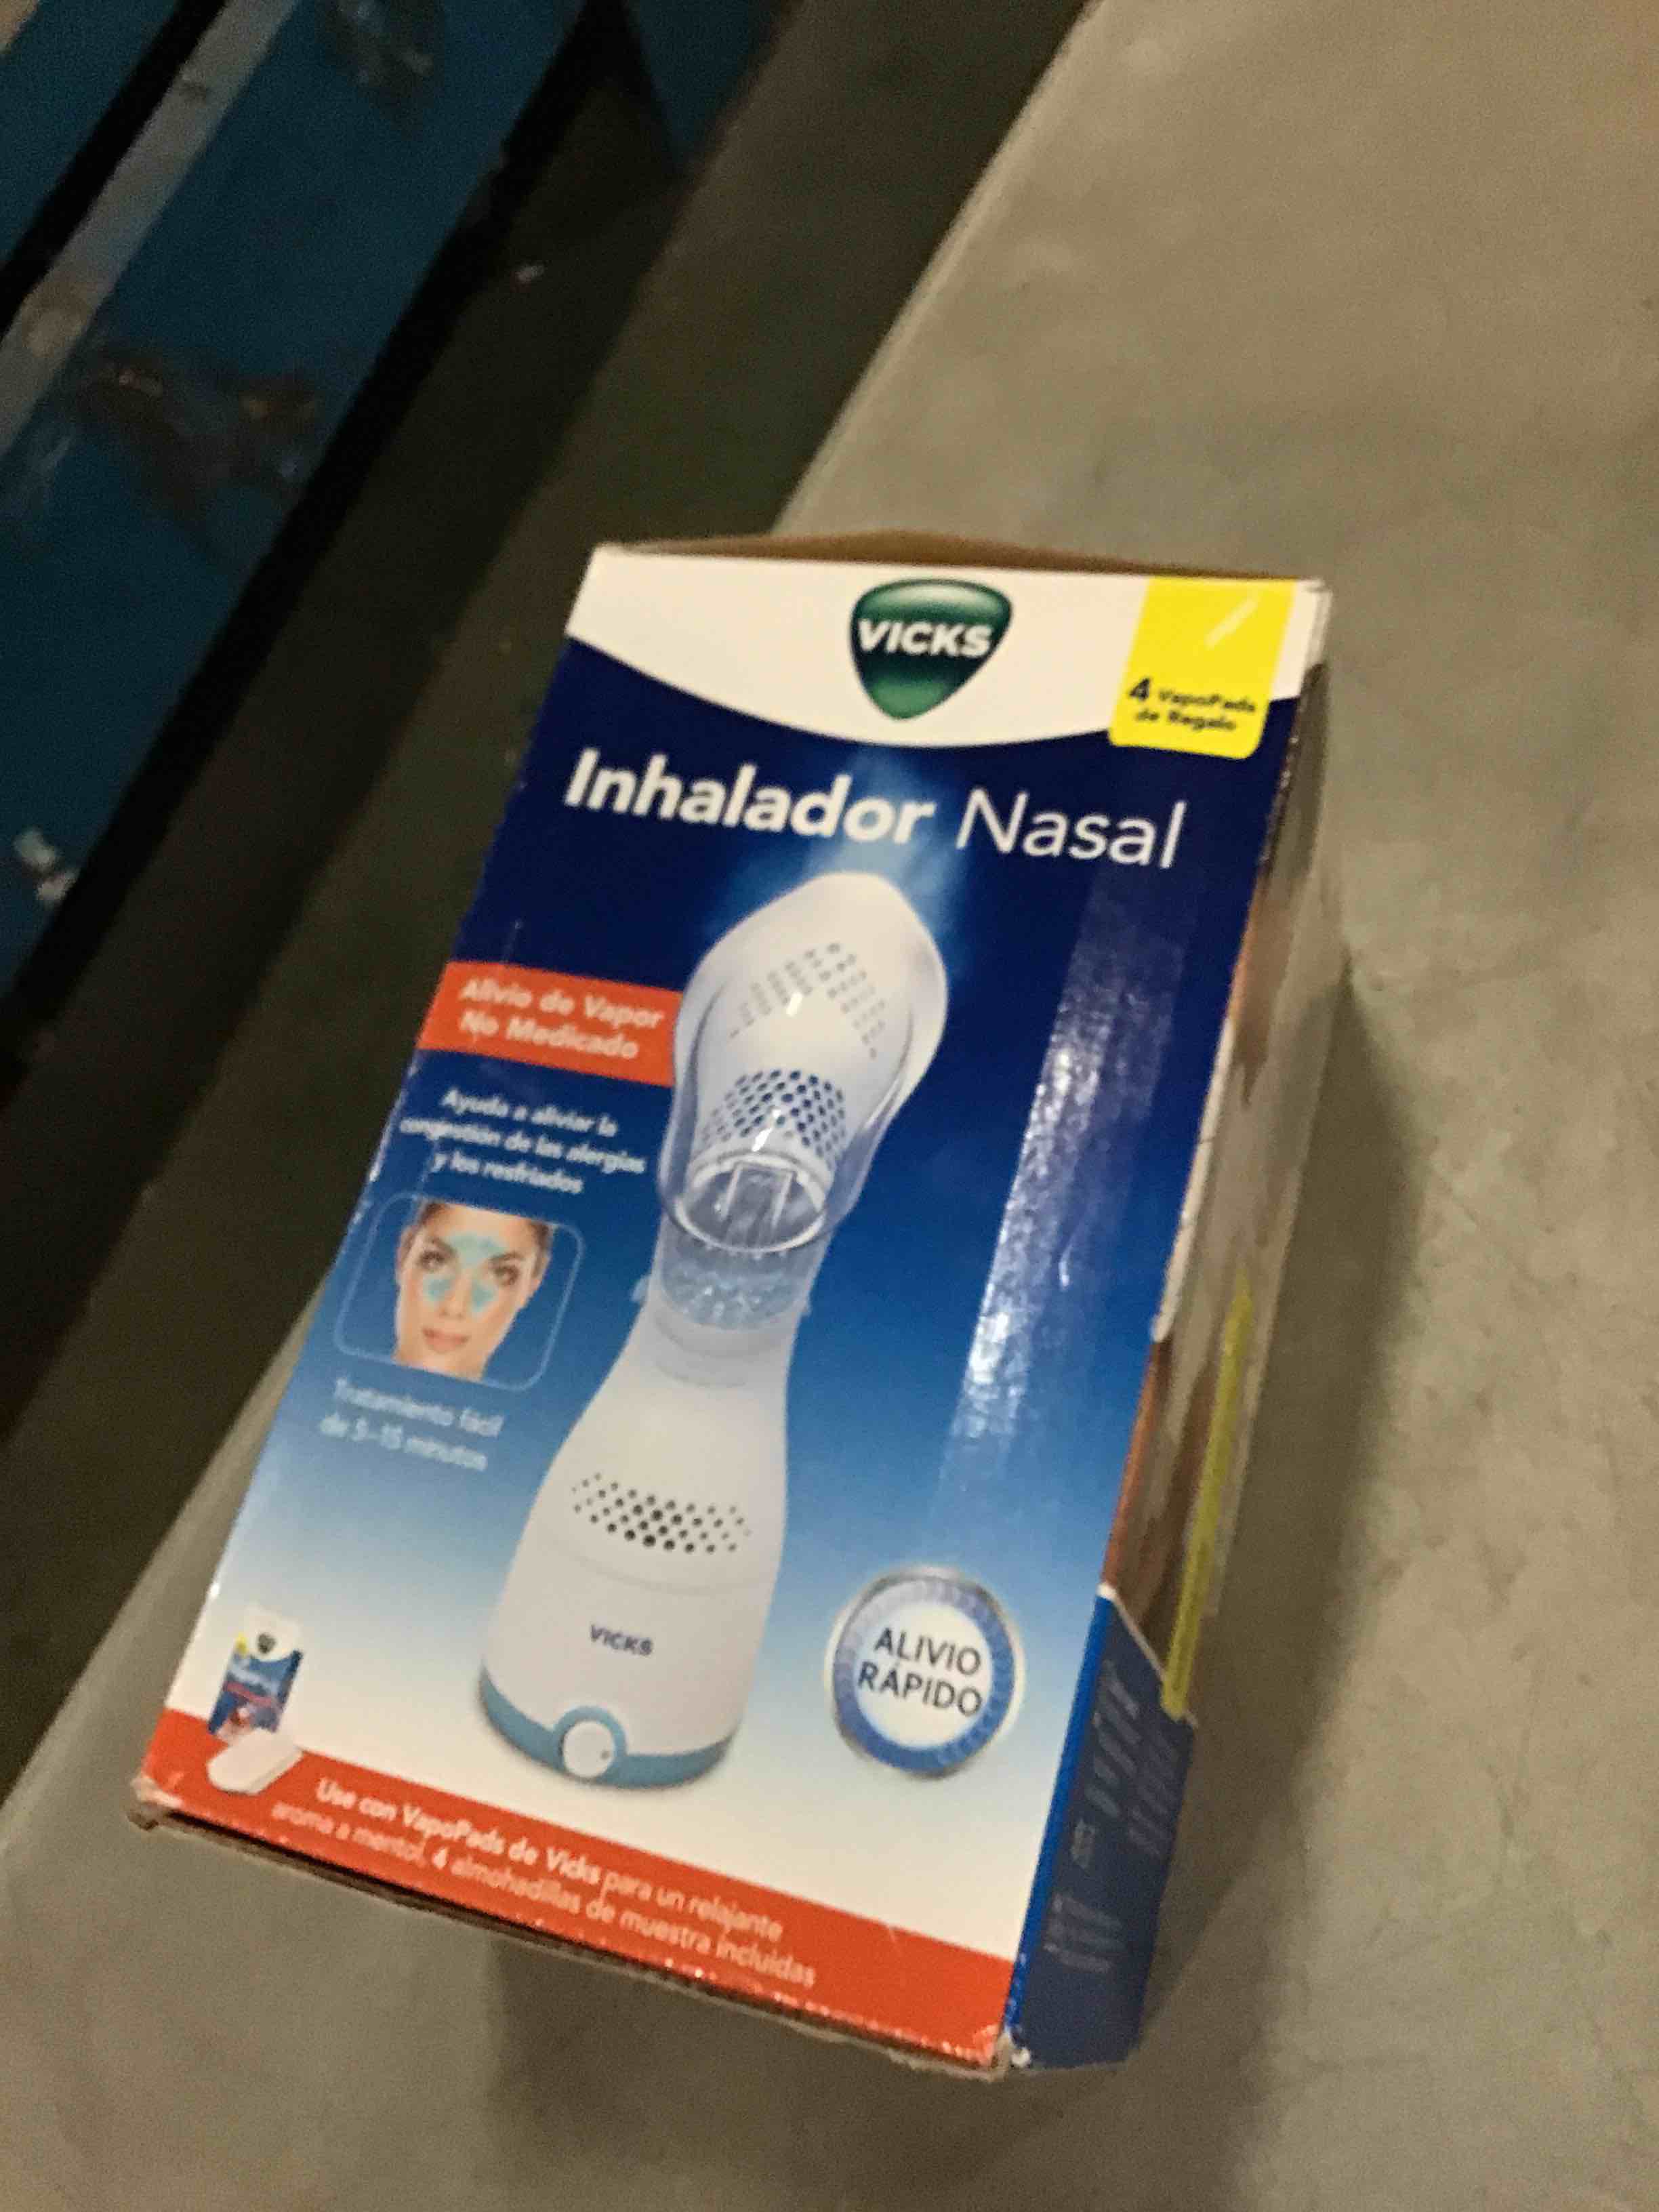 VICKS
4 VapoPads
de Regalo
Inhalador Nasal
Alivio de Vapor
No Medicado
Ayuda a aliviar la
congestión de las alergias
y los resfriados
Tratamiento fácil
de 5-15 minutos
VICKS
ALIVIO
RÁPIDO
Use con VapoPads de Vicks para un relajante
aroma a mentol, 4 almohadillas de muestra incluidas